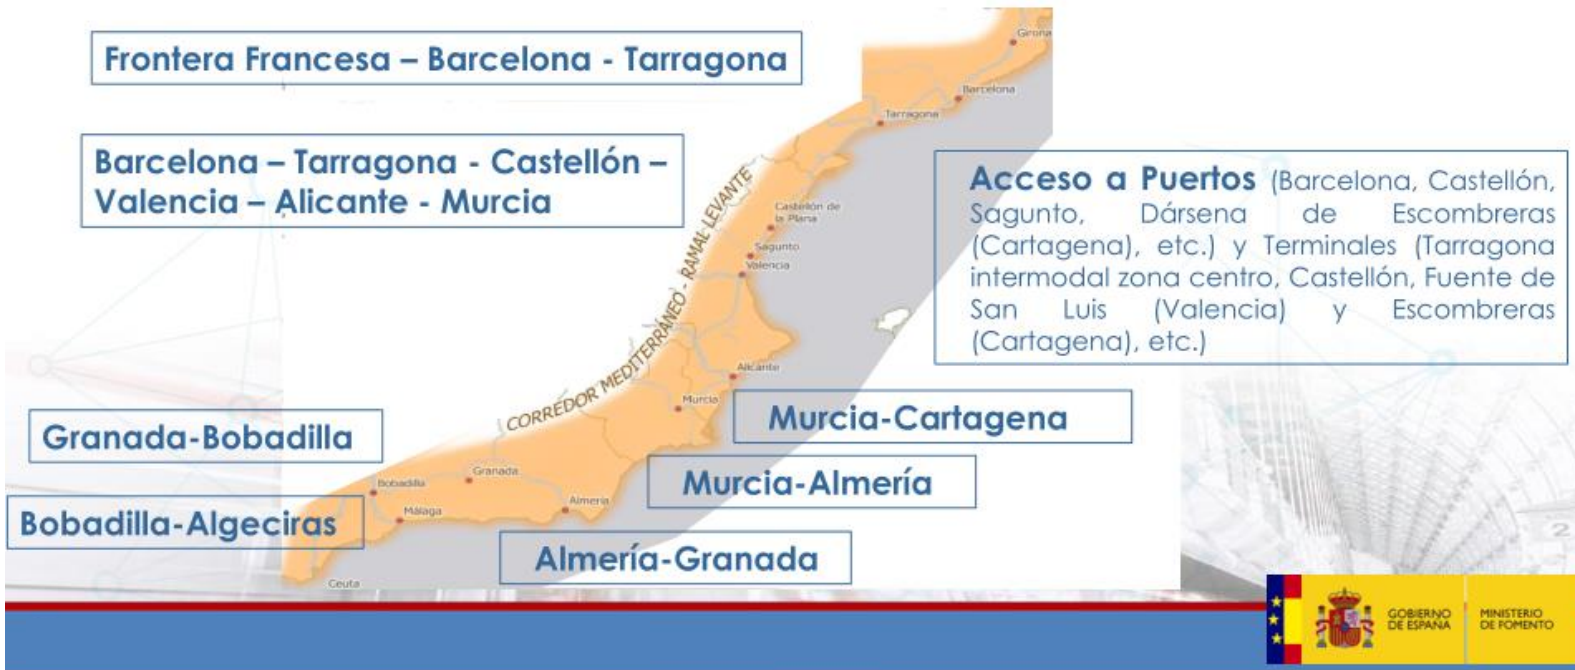 Frontera Francesa – Barcelona - Tarragona
Barcelona – Tarragona - Castellón –
Valencia – Alicante - Murcia
Girona
Barcelona
Tarragona
Acceso a Puertos (Barcelona, Castellón,
Sagunto, Dársena de Escombreras
(Cartagena), etc.) y Terminales (Tarragona
intermodal zona centro, Castellón, Fuente de
San Luis (Valencia) y Escombreras
(Cartagena), etc.)
CORREDOR MEDITERRÁNEO - RAMAL LEVANTE
Castellón de
la Plana
Sagunto
Valencia
Alicante
Murcia
Murcia-Cartagena
Granada-Bobadilla
Granada
Bobadilla
Murcia-Almería
Almería
Málaga
Bobadilla-Algeciras
Almería-Granada
Ceuta
2
GOBIERNO
DE ESPAÑA
MINISTERIO
DE FOMENTO